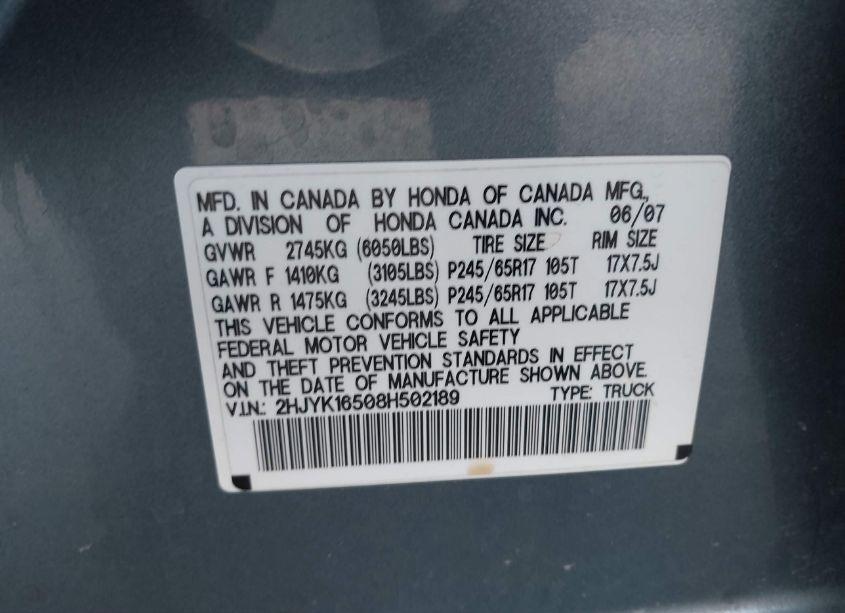 MFD. IN CANADA BY HONDA OF CANADA MFG.,
A DIVISION OF HONDA CANADA INC. 06/07
GVWR 2745KG (6050LBS) TIRE SIZE RIM SIZE
GAWR F 1410KG (3105LBS) P245/65R17 105T 17X7.5J
GAWR R 1475KG (3245LBS) P245/65R17 105T 17X7.5J
THIS VEHICLE CONFORMS TO ALL APPLICABLE
FEDERAL MOTOR VEHICLE SAFETY
AND THEFT PREVENTION STANDARDS IN EFFECT
ON THE DATE OF MANUFACTURE SHOWN ABOVE.
V.I.N.: 2HJYK16508H502189 TYPE: TRUCK